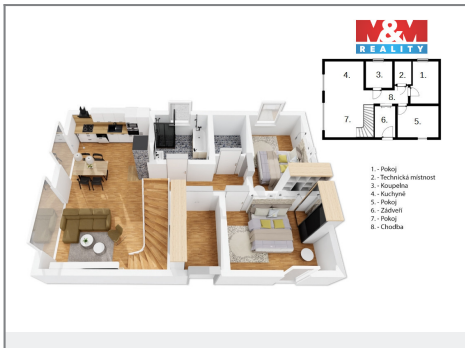 M&M
REALITY
4.
3.
2.
1.
8.
7.
6.
5.
1. - Pokoj
2. - Technická místnost
3. - Koupelna
4. - Kuchyně
5. - Pokoj
6. - Zádveří
7. - Pokoj
8. - Chodba